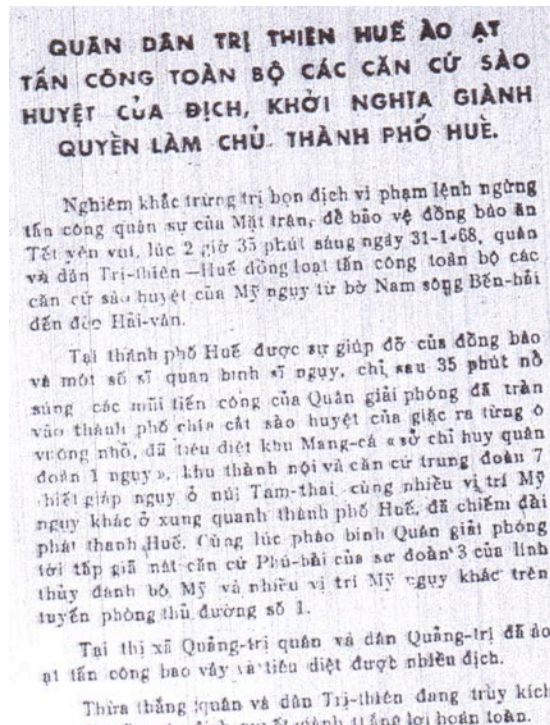 QUÂN DÂN TRỊ THIÊN HUẾ ÀO ẠT
TẤN CÔNG TOÀN BỘ CÁC CĂN CỨ SÀO
HUYỆT CỦA ĐỊCH, KHỞI NGHĨA GIÀNH
QUYỀN LÀM CHỦ THÀNH PHỐ HUẾ.
Nghiêm khắc trừng trị bọn địch vi phạm lệnh ngừng
tấn công quân sự của Mặt trận, để bảo vệ đồng bào ăn
Tết yên vui, lúc 2 giờ 35 phút sáng ngày 31-1-68, quân
và dân Trị-thiên—Huế đồng loạt tấn công toàn bộ các
căn cứ sào huyệt của Mỹ ngụy từ bờ Nam sông Bến-hải
đến đèo Hải-vân.
Tại thành phố Huế được sự giúp đỡ của đồng bào
và một số sĩ quan binh sĩ ngụy, chỉ sau 35 phút nổ
súng các mũi tiến công của Quân giải phóng đã tràn
vào thành phố chia cắt sào huyệt của giặc ra từng ô
vuông nhỏ, đã tiêu diệt khu Mang-cá «sở chỉ huy quân
đoàn 1 ngụy», khu thành nội và căn cứ trung đoàn 7
thiết giáp ngụy ở núi Tam-thai cùng nhiều vị trí Mỹ
ngụy khác ở xung quanh thành phố Huế, đã chiếm đài
phát thanh Huế. Cùng lúc pháo binh Quân giải phóng
tới tấp giã nát căn cứ Phú-bài của sư đoàn 3 của lính
thủy đánh bộ Mỹ và nhiều vị trí Mỹ ngụy khác trên
tuyến phòng thủ đường số 1.
Tại thị xã Quảng-trị quân và dân Quảng-trị đã ào
ạt tấn công bao vây và tiêu diệt được nhiều địch.
Thừa thắng quân và dân Trị-thiên đang truy kích
thắng lợi hoàn toàn.